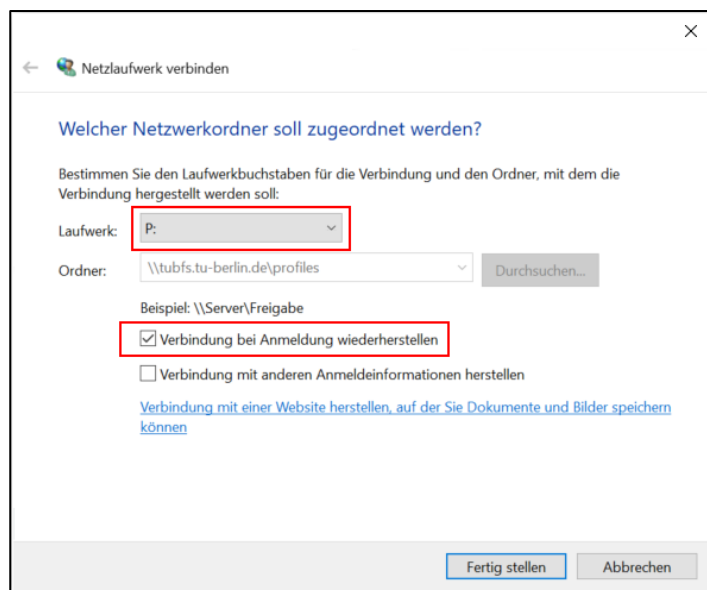 Netzlaufwerk verbinden
Welcher Netzwerkordner soll zugeordnet werden?
Bestimmen Sie den Laufwerkbuchstaben für die Verbindung und den Ordner, mit dem die
Verbindung hergestellt werden soll:
Laufwerk: P:
Ordner: \\tubfs.tu-berlin.de\profiles Durchsuchen...
Beispiel: \\Server\Freigabe
Verbindung bei Anmeldung wiederherstellen
Verbindung mit anderen Anmeldeinformationen herstellen
Verbindung mit einer Website herstellen, auf der Sie Dokumente und Bilder speichern
können
Fertig stellen Abbrechen